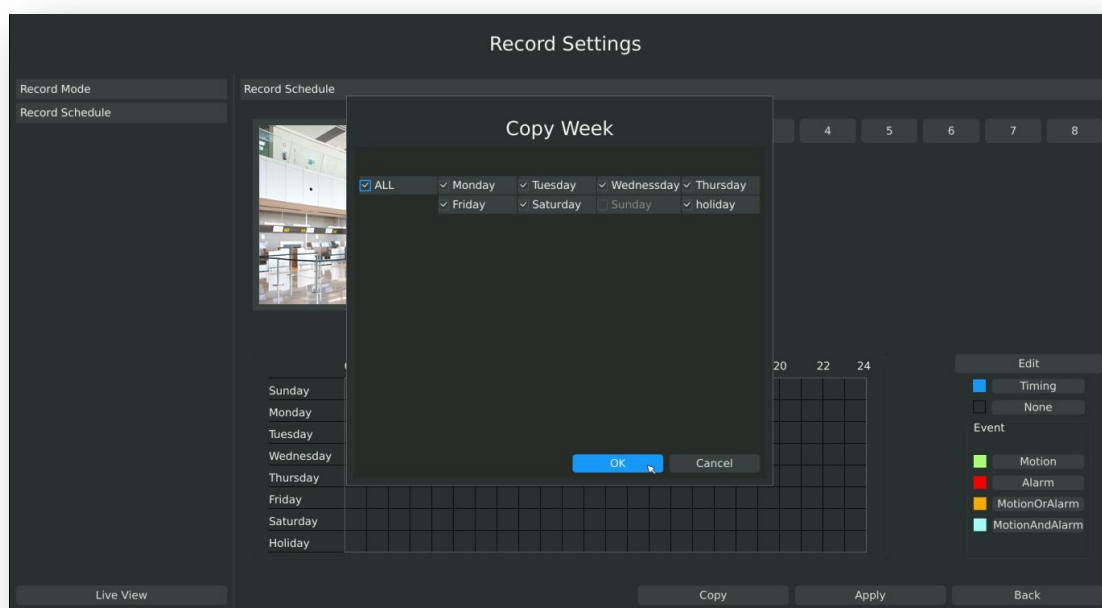 Record Settings
Record Mode
Record Schedule
Record Schedule
4 5 6 7 8
Copy Week
ALL Monday Tuesday Wednessday Thursday
Friday Saturday Sunday holiday
20 22 24
Sunday
Monday
Tuesday
Wednesday
Thursday
Friday
Saturday
Holiday
Edit
Timing
None
Event
Motion
Alarm
MotionOrAlarm
MotionAndAlarm
OK Cancel
Live View Copy Apply Back